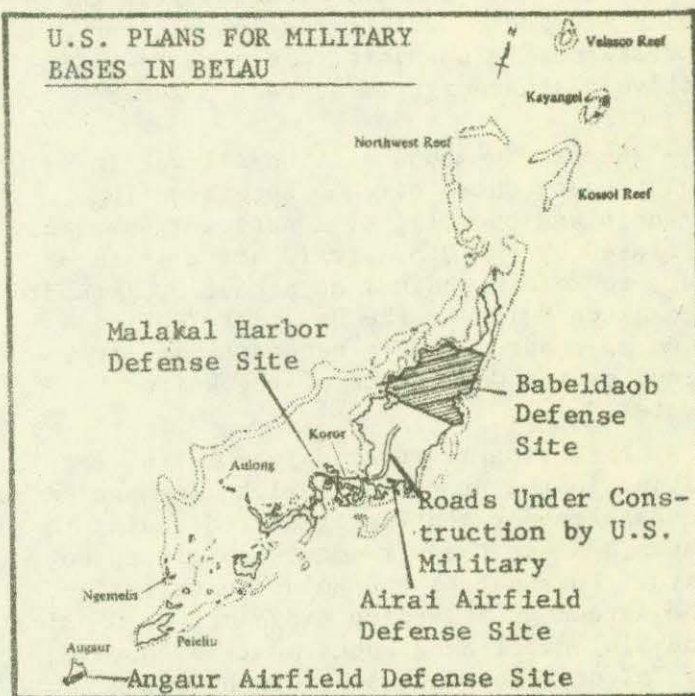 U.S. PLANS FOR MILITARY
BASES IN BELAU
N
Velasco Reef
Kayangel
Northwest Reef
Kossol Reef
Malakal Harbor
Defense Site
Babeldaob
Defense
Site
Koror
Aulong
Roads Under Cons-
truction by U.S.
Military
Ngemelis
Airai Airfield
Defense Site
Peleliu
Augaur
Angaur Airfield Defense Site